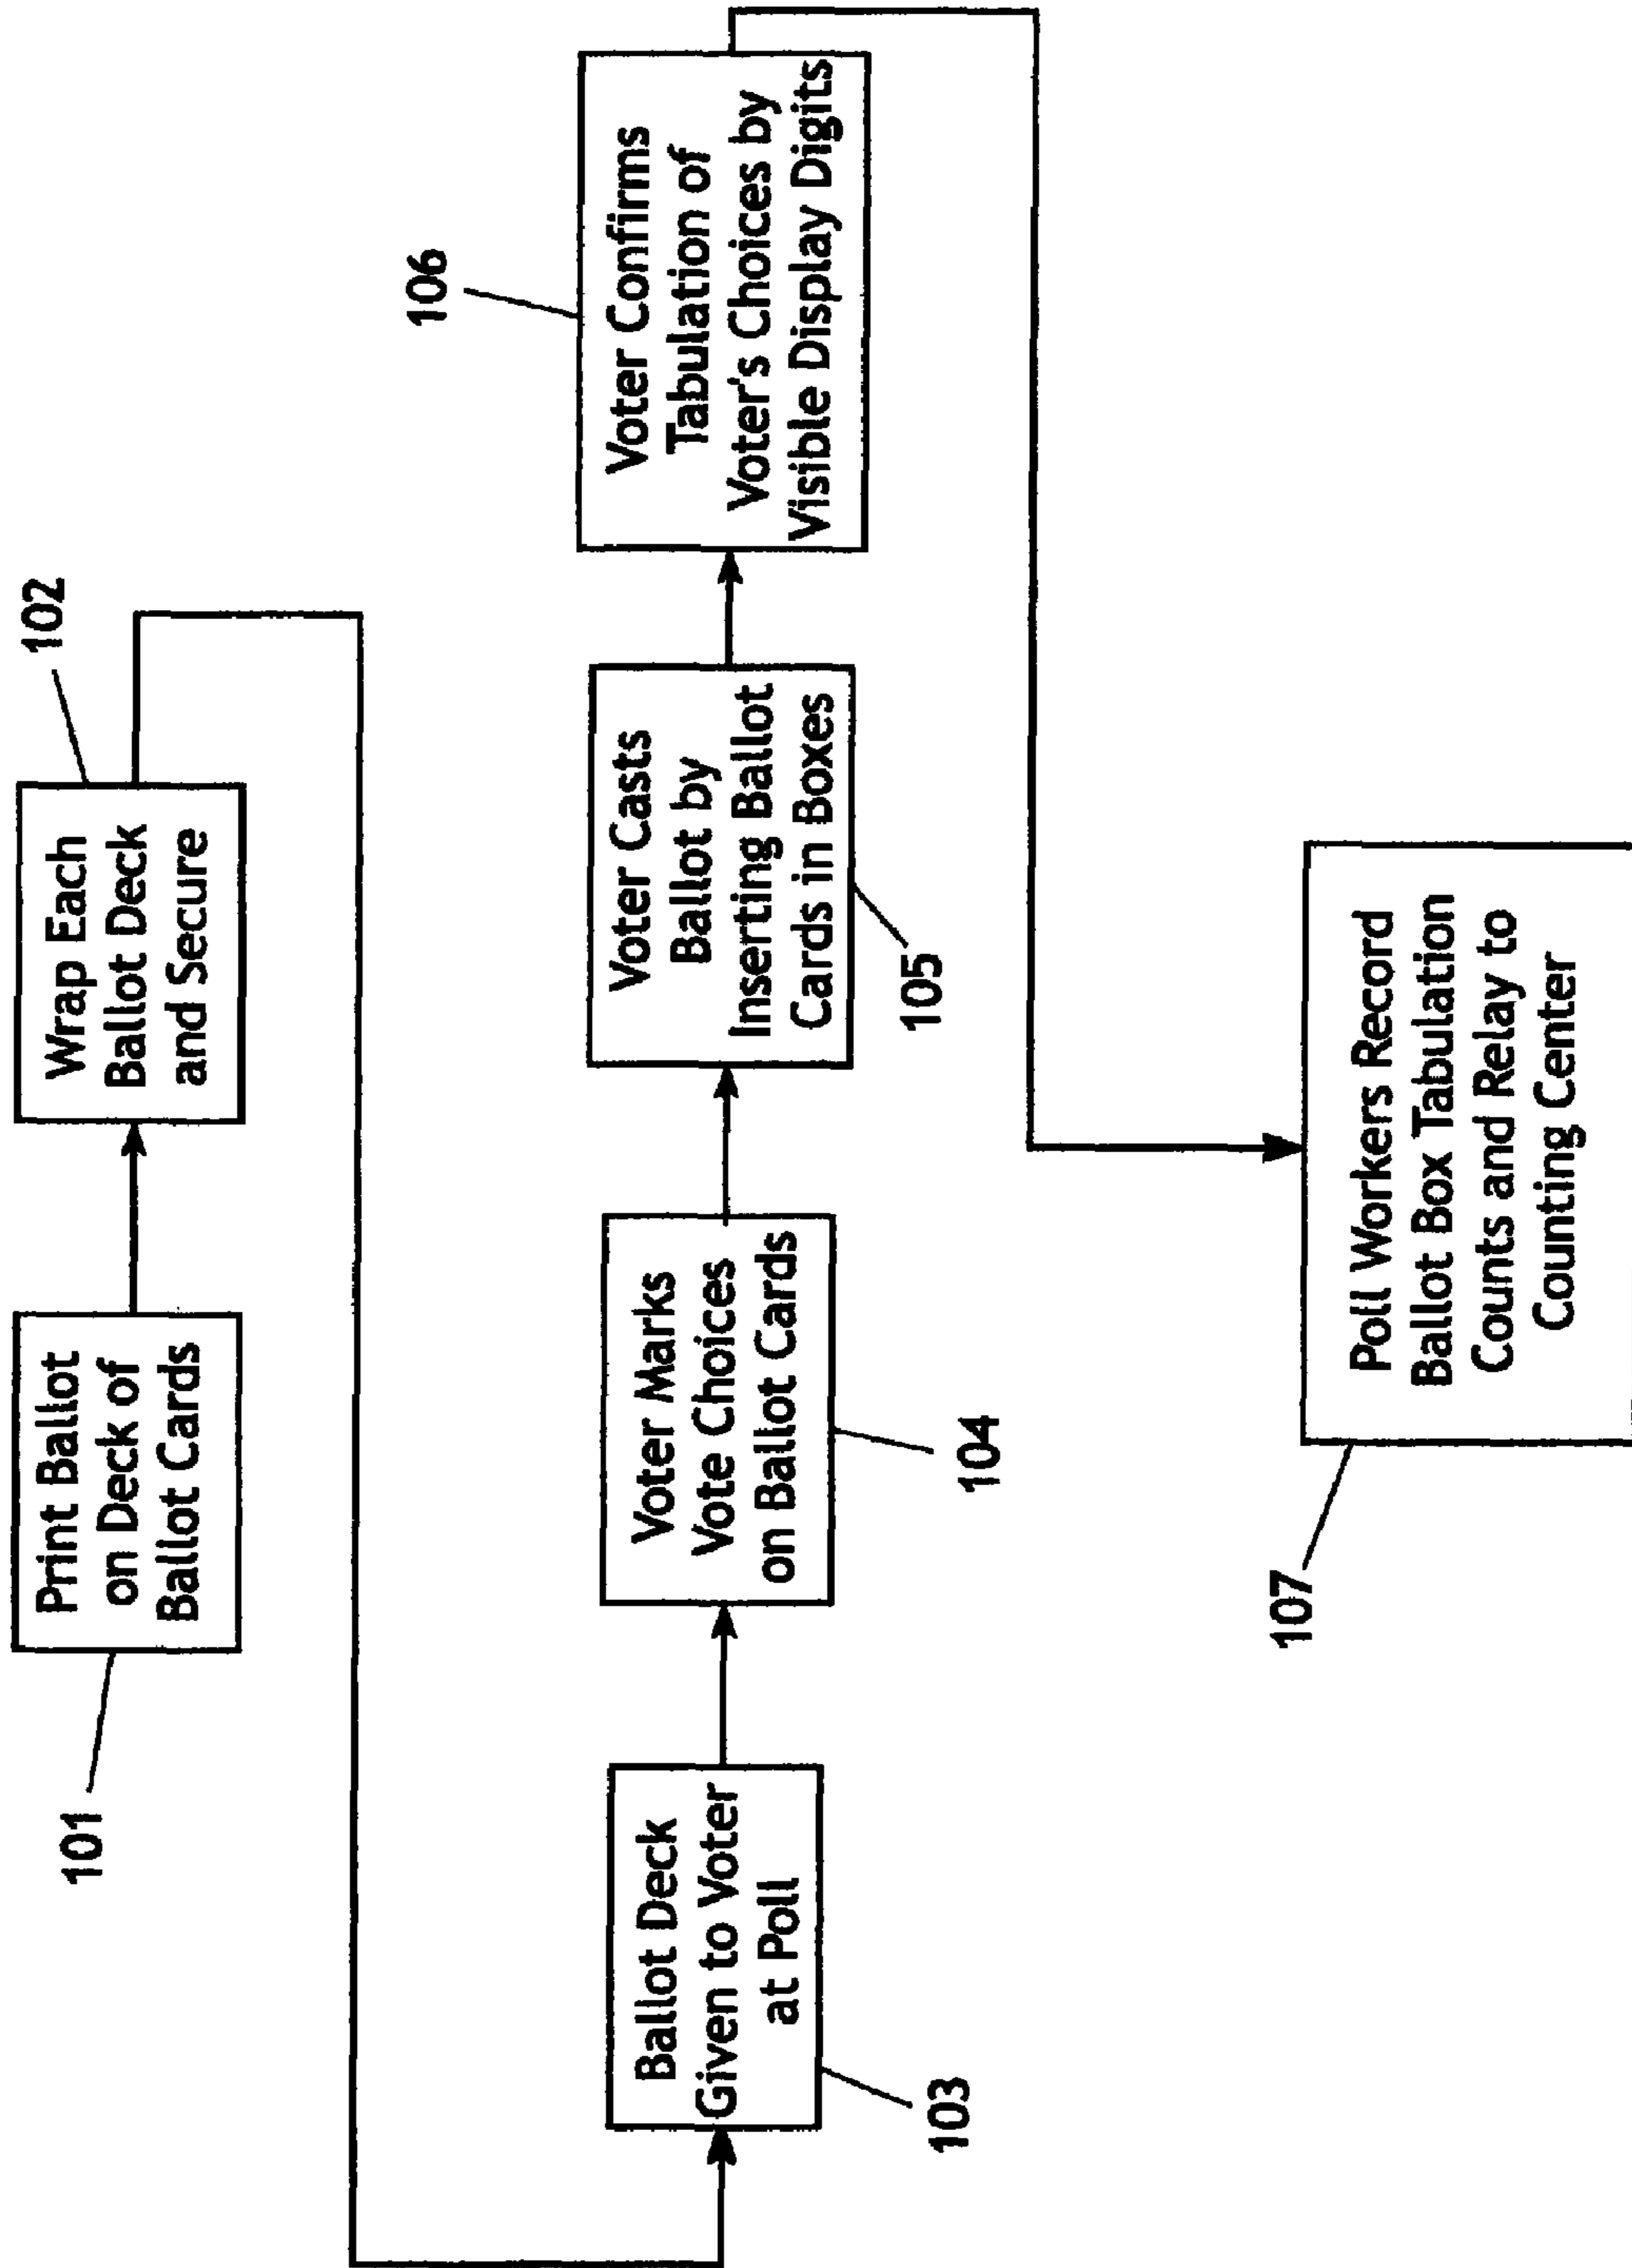 101
Print Ballot
on Deck of
Ballot Cards
102
Wrap Each
Ballot Deck
and Secure
103
Ballot Deck
Given to Voter
at Poll
104
Voter Marks
Vote Choices
on Ballot Cards
105
Voter Casts
Ballot by
Inserting Ballot
Cards in Boxes
106
Voter Confirms
Tabulation of
Voter's Choices by
Visible Display Digits
107
Poll Workers Record
Ballot Box Tabulation
Counts and Relay to
Counting Center